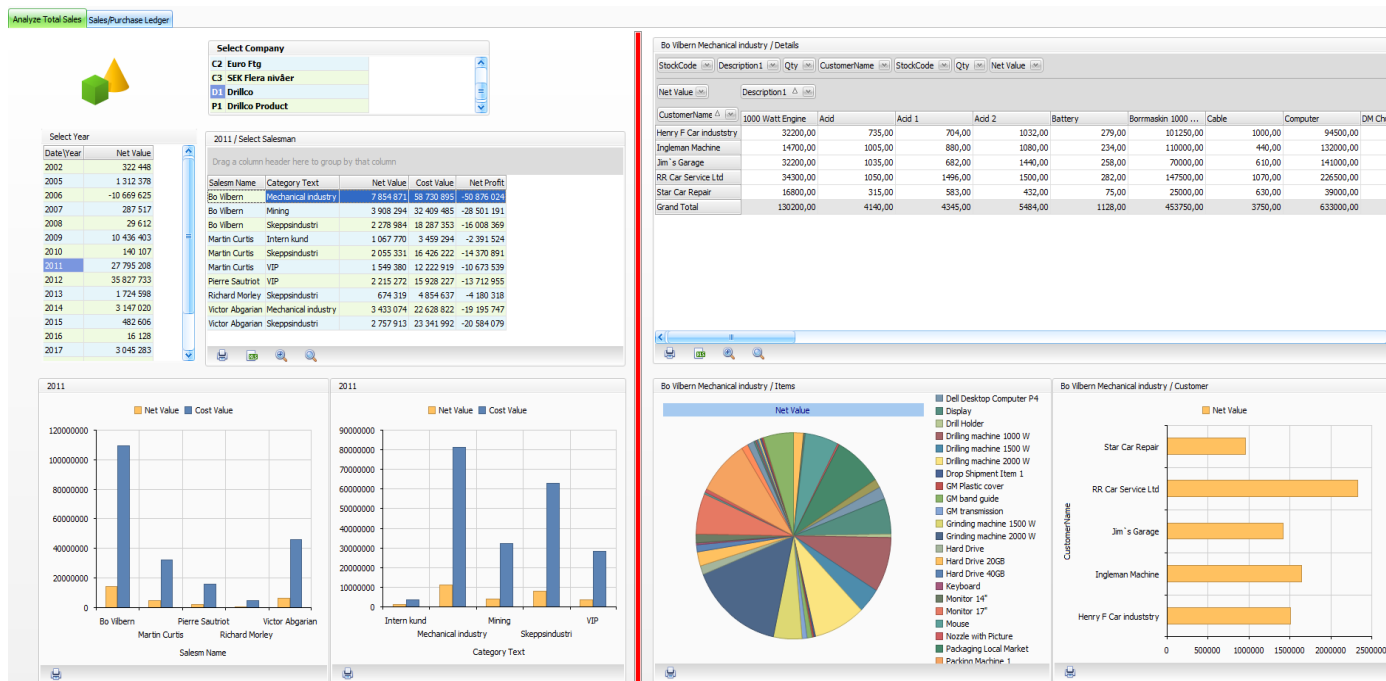 Analyze Total Sales Sales/Purchase Ledger
Select Company
C2 Euro Ftg
C3 SEK Flera nivåer
D1 Drillco
P1 Drillco Product
Select Year
Date\Year Net Value
2002 322 448
2005 1 312 378
2006 -10 669 625
2007 287 517
2008 29 612
2009 10 436 403
2010 140 107
2011 27 795 208
2012 35 827 733
2013 1 724 598
2014 3 147 020
2015 482 606
2016 16 128
2017 3 045 283
2011 / Select Salesman
Drag a column header here to group by that column
Salesm Name Category Text Net Value Cost Value Net Profit
Bo Vilbern Mechanical industry 7 854 871 58 730 895 -50 876 024
Bo Vilbern Mining 3 908 294 32 409 485 -28 501 191
Bo Vilbern Skeppsindustri 2 278 984 18 287 353 -16 008 369
Martin Curtis Intern kund 1 067 770 3 459 294 -2 391 524
Martin Curtis Skeppsindustri 2 055 331 16 426 222 -14 370 891
Martin Curtis VIP 1 549 380 12 222 919 -10 673 539
Pierre Sautriot VIP 2 215 272 15 928 227 -13 712 955
Richard Morley Skeppsindustri 674 319 4 854 637 -4 180 318
Victor Abgarian Mechanical industry 3 433 074 22 628 822 -19 195 747
Victor Abgarian Skeppsindustri 2 757 913 23 341 992 -20 584 079
Bo Vilbern Mechanical industry / Details
StockCode Description1 Qty CustomerName StockCode Qty Net Value
Net Value Description1
CustomerName 1000 Watt Engine Acid Acid 1 Acid 2 Battery Borrmaskin 1000 ... Cable Computer DM Ch
Henry F Car induststry 32200,00 735,00 704,00 1032,00 279,00 101250,00 1000,00 94500,00
Ingleman Machine 14700,00 1005,00 880,00 1080,00 234,00 110000,00 440,00 132000,00
Jim`s Garage 32200,00 1035,00 682,00 1440,00 258,00 70000,00 610,00 141000,00
RR Car Service Ltd 34300,00 1050,00 1496,00 1500,00 282,00 147500,00 1070,00 226500,00
Star Car Repair 16800,00 315,00 583,00 432,00 75,00 25000,00 630,00 39000,00
Grand Total 130200,00 4140,00 4345,00 5484,00 1128,00 453750,00 3750,00 633000,00
2011
Net Value Cost Value
120000000
100000000
80000000
60000000
40000000
20000000
0
Bo Vilbern Pierre Sautriot Victor Abgarian
Martin Curtis Richard Morley
Salesm Name
2011
Net Value Cost Value
90000000
80000000
70000000
60000000
50000000
40000000
30000000
20000000
10000000
0
Intern kund Mining VIP
Mechanical industry Skeppsindustri
Category Text
Bo Vilbern Mechanical industry / Items
Net Value
Dell Desktop Computer P4
Display
Drill Holder
Drilling machine 1000 W
Drilling machine 1500 W
Drilling machine 2000 W
Drop Shipment Item 1
GM Plastic cover
GM band guide
GM transmission
Grinding machine 1500 W
Grinding machine 2000 W
Hard Drive
Hard Drive 20GB
Hard Drive 40GB
Keyboard
Monitor 14"
Monitor 17"
Mouse
Nozzle with Picture
Packaging Local Market
Packing Machine 1
Bo Vilbern Mechanical industry / Customer
Net Value
CustomerName
Star Car Repair
RR Car Service Ltd
Jim`s Garage
Ingleman Machine
Henry F Car induststry
0 500000 1000000 1500000 2000000 2500000